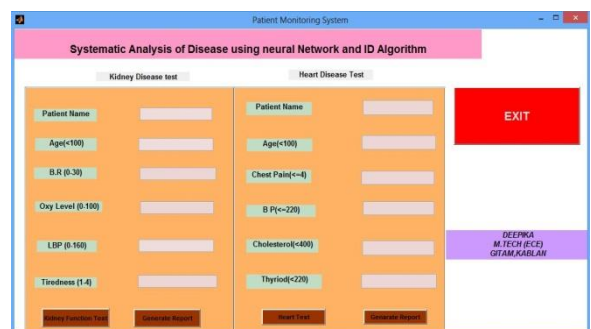 Patient Monitoring System
Systematic Analysis of Disease using neural Network and ID Algorithm
Kidney Disease test
Heart Disease Test
Patient Name
Age(<100)
B.R (0-30)
Oxy Level (0-100)
LBP (0-160)
Tiredness (1-4)
Kidney Function Test
Generate Report
Patient Name
Age(<100)
Chest Pain(<=4)
B P(<=220)
Cholesterol(<400)
Thyriod(<220)
Heart Test
Generate Report
EXIT
DEEPIKA
M.TECH (ECE)
GITAM,KABLAN